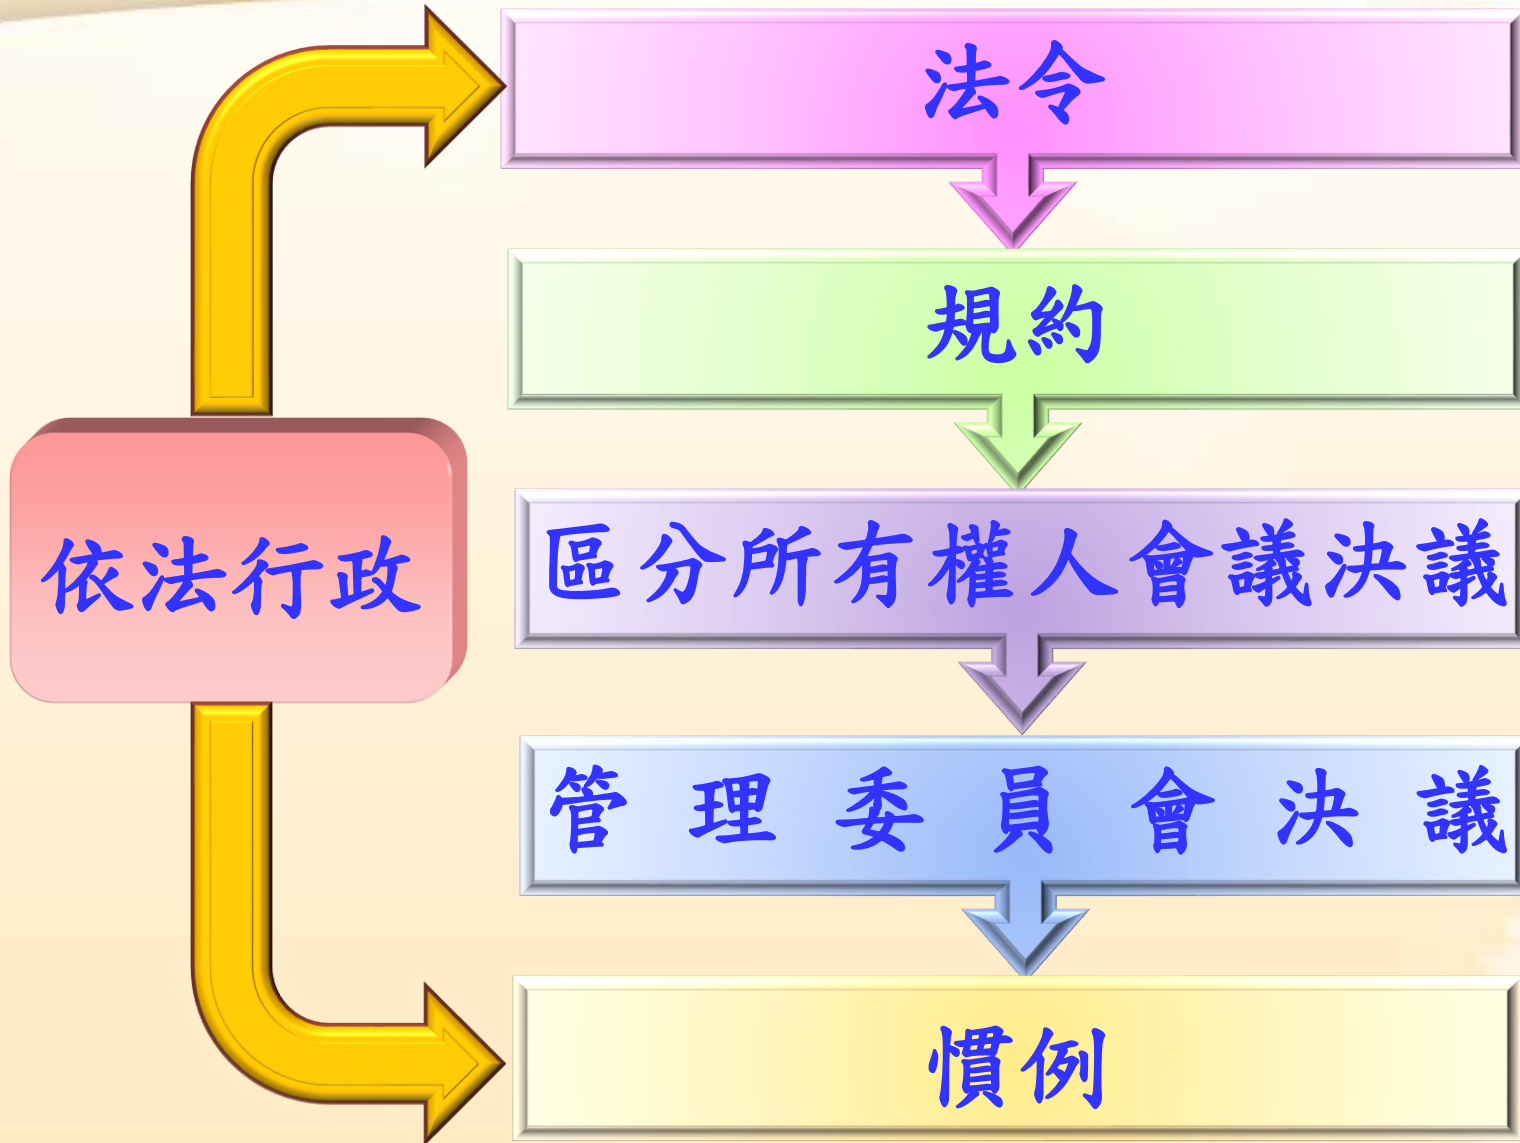 法令
規約
依法行政
區分所有權人會議決議
管理委員會決議
慣例